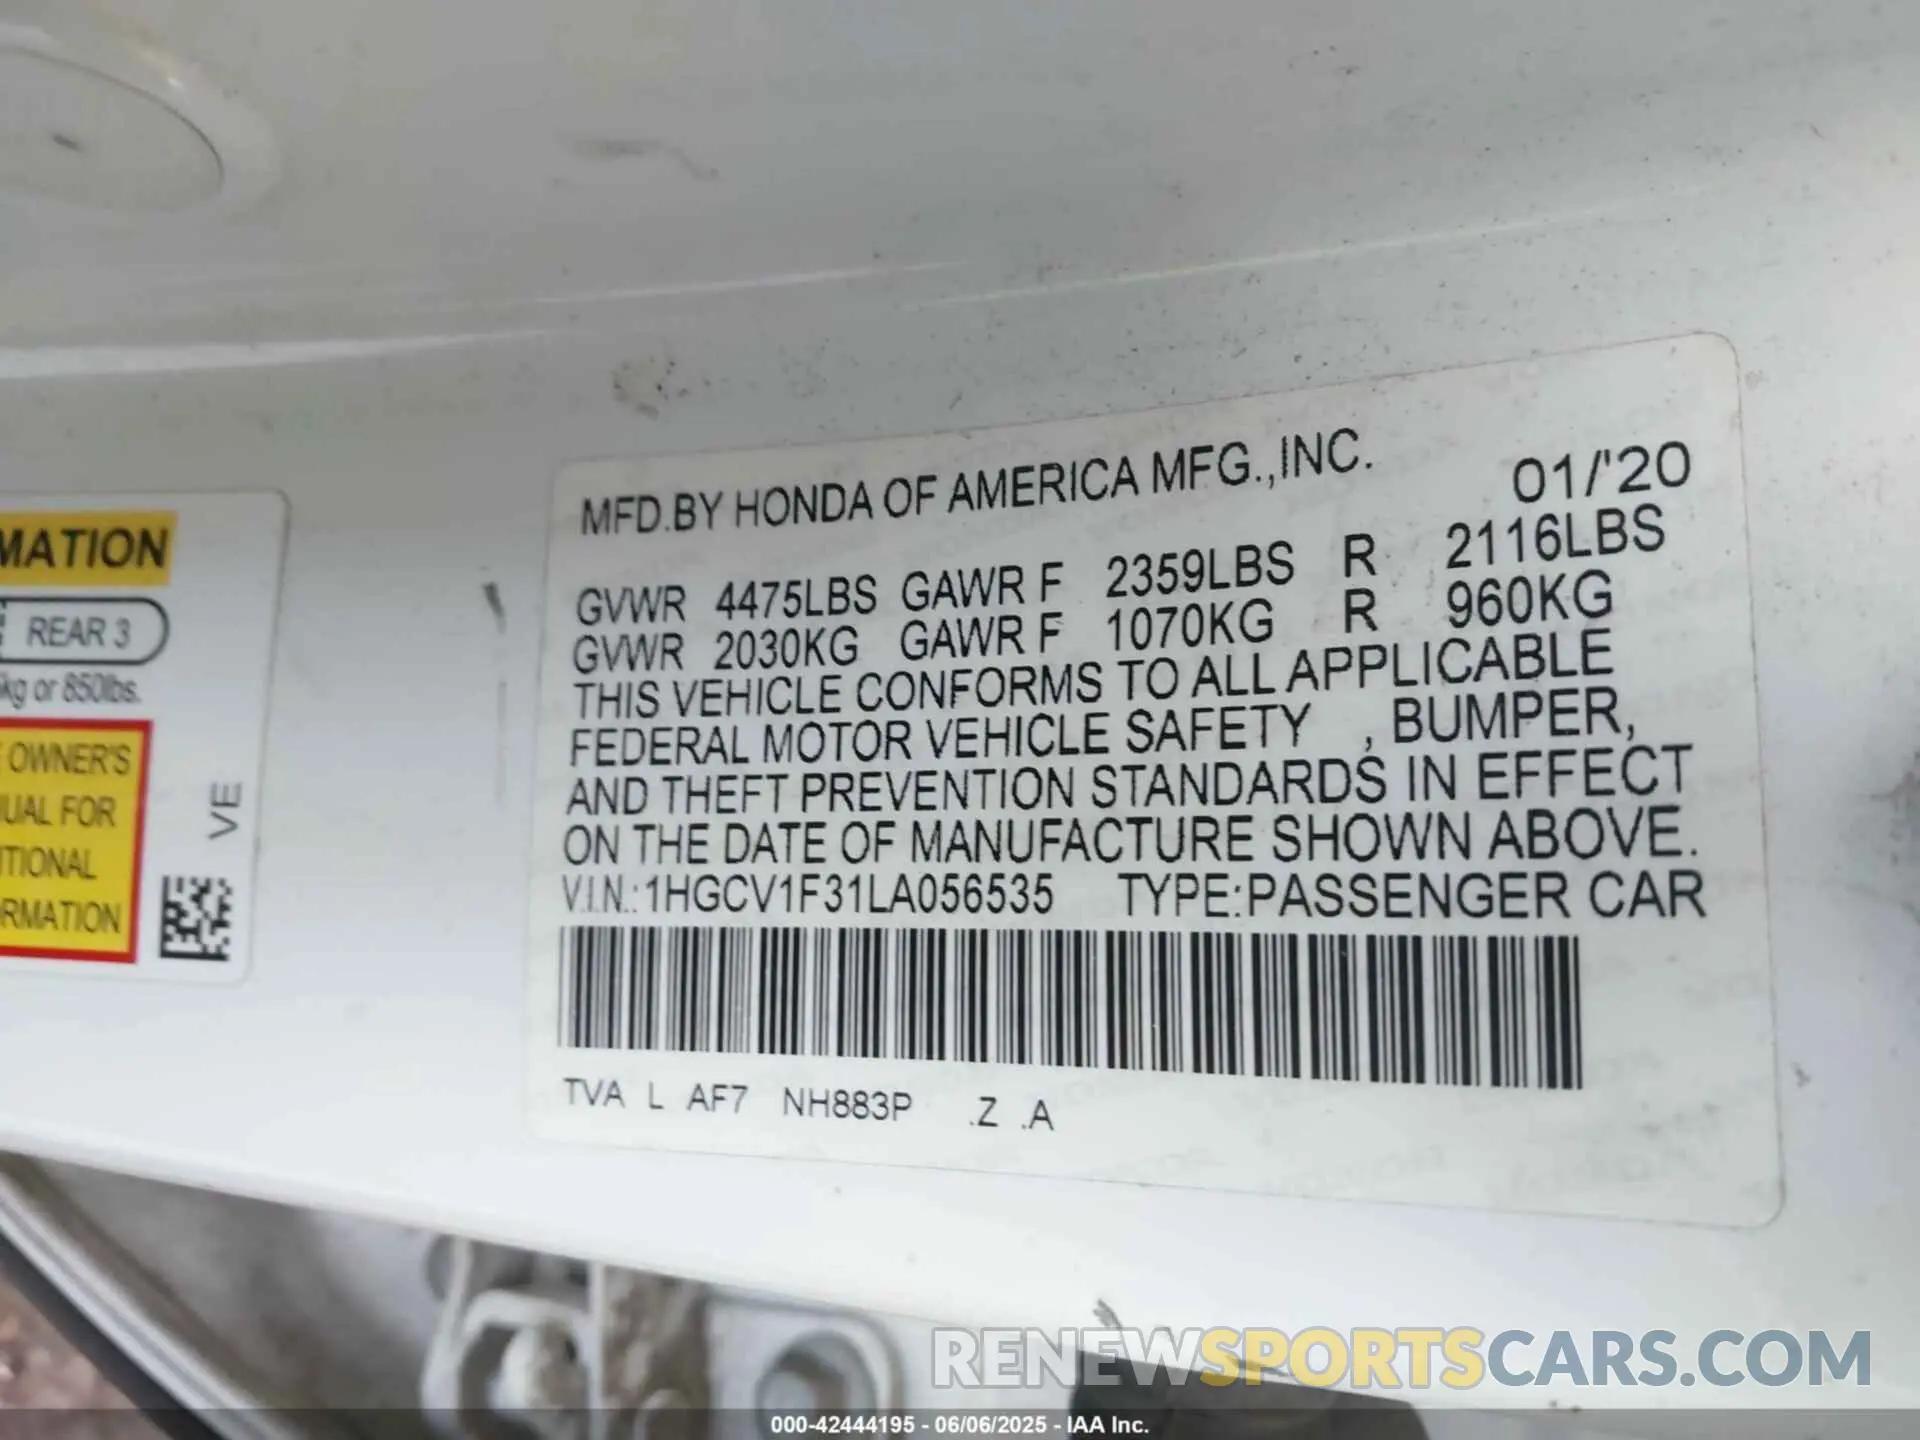 MATION
REAR 3
kg or 850lbs.
OWNER'S
UAL FOR
ITIONAL
RMATION
VE
MFD.BY HONDA OF AMERICA MFG.,INC. 01/'20
GVWR 4475LBS GAWR F 2359LBS R 2116LBS
GVWR 2030KG GAWR F 1070KG R 960KG
THIS VEHICLE CONFORMS TO ALL APPLICABLE
FEDERAL MOTOR VEHICLE SAFETY , BUMPER,
AND THEFT PREVENTION STANDARDS IN EFFECT
ON THE DATE OF MANUFACTURE SHOWN ABOVE.
V.I.N.:1HGCV1F31LA056535 TYPE:PASSENGER CAR
TVA L AF7 NH883P .Z .A
RENEWSPORTSCARS.COM
000-42444195 - 06/06/2025 - IAA Inc.